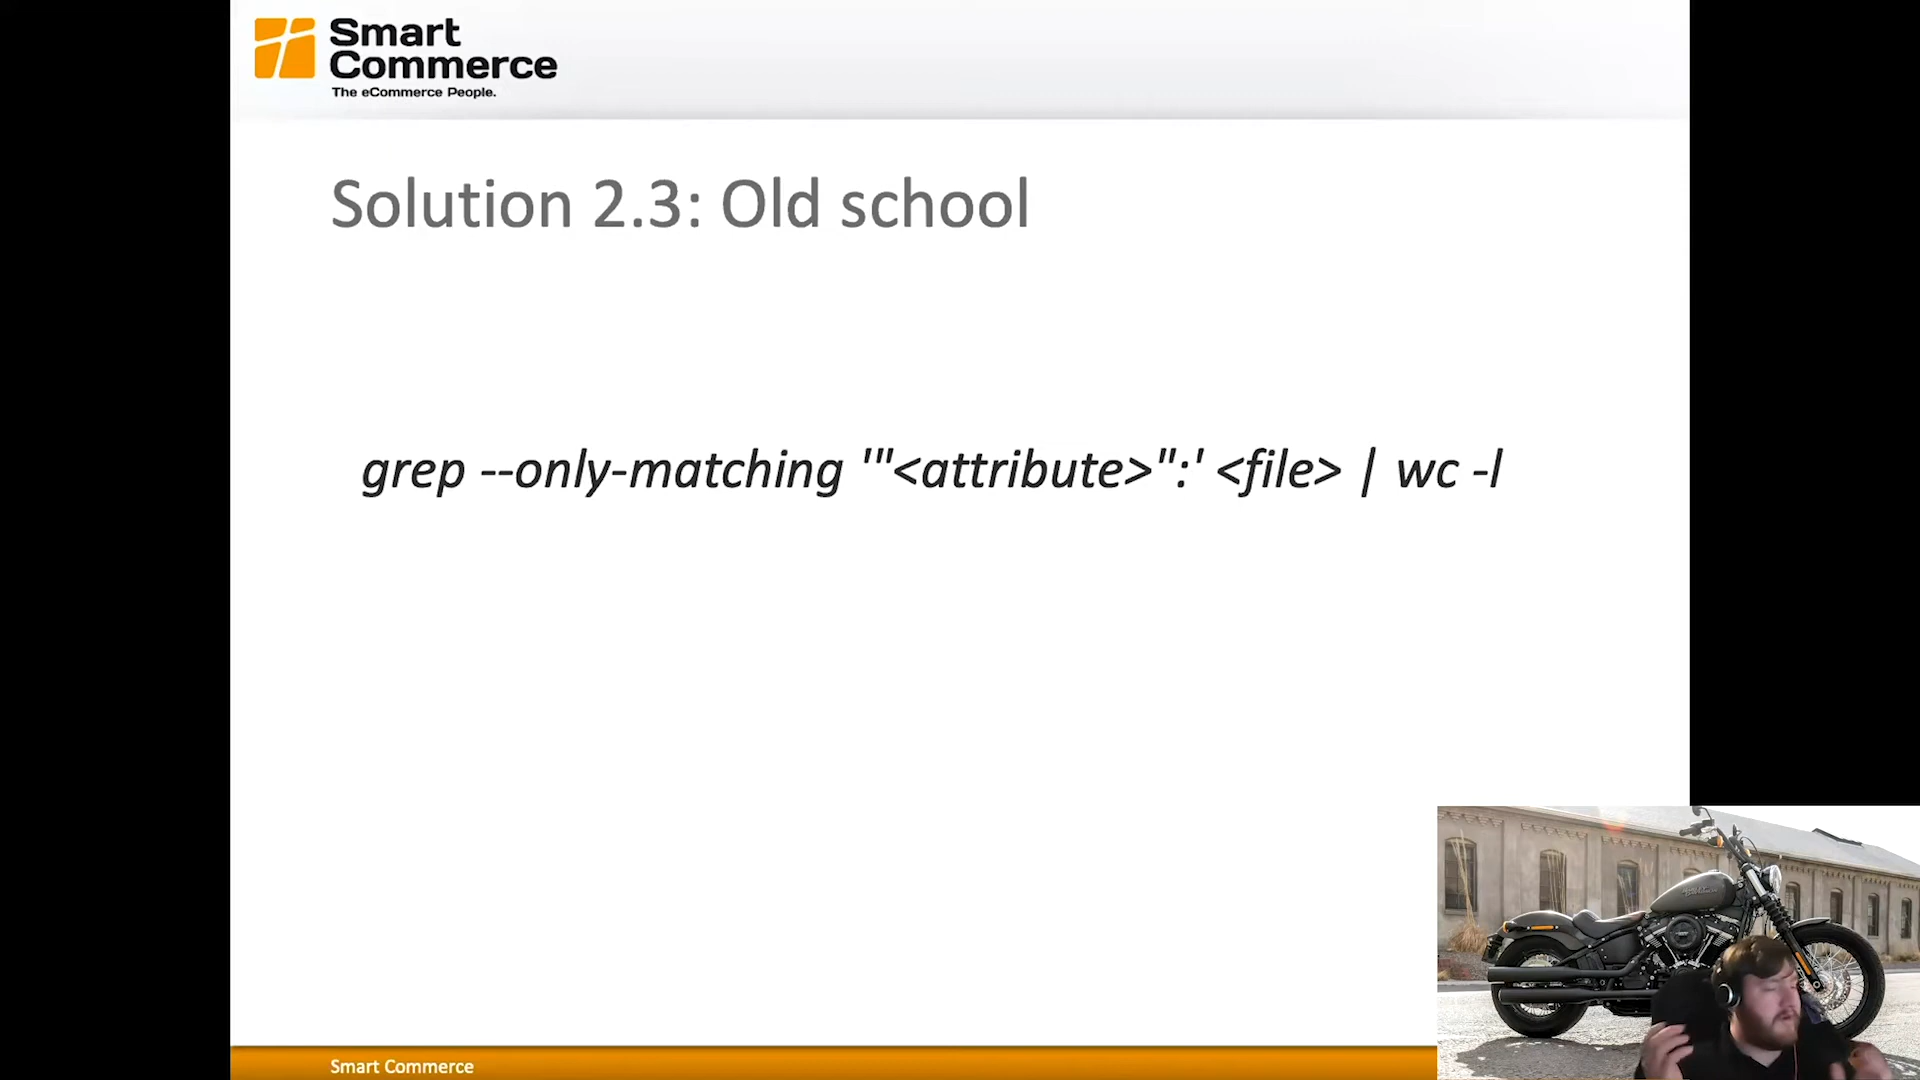 Smart
Commerce
The eCommerce People.
Solution 2.3: Old school
grep --only-matching '"<attribute>":' <file> | wc -l
Smart Commerce